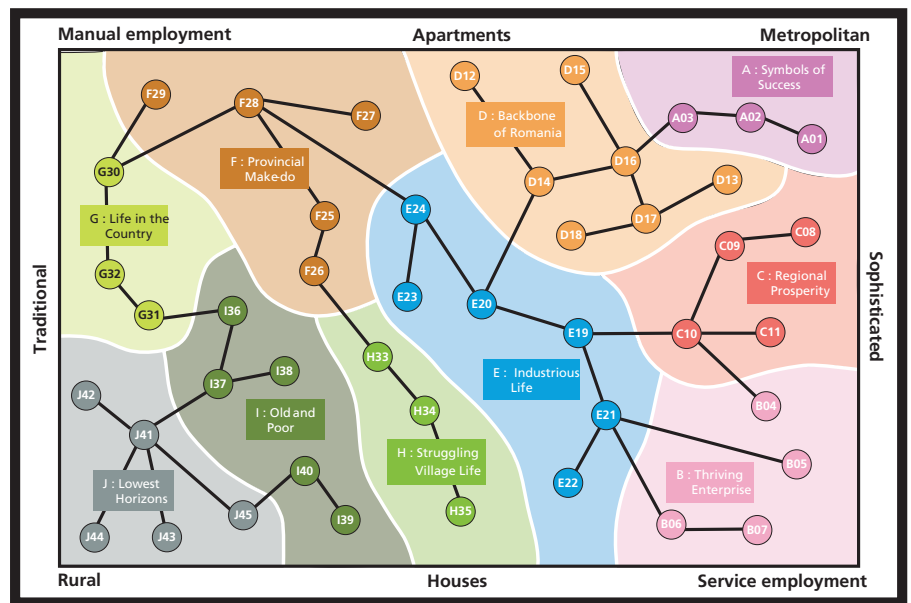 Manual employment
Apartments
Metropolitan
D15
A : Symbols of
Success
D12
F29
F28
F27
D : Backbone
of Romania
A03
A02
A01
F : Provincial
Make-do
G30
D16
D14
D13
G : Life in the
Country
F25
E24
D17
D18
C09
C08
G32
F26
C : Regional
Prosperity
E23
E20
G31
I36
E19
C10
C11
H33
Traditional
Sophisticated
I38
I37
E : Industrious
Life
J42
H34
B04
E21
I : Old and
Poor
J41
H : Struggling
Village Life
B05
I40
J : Lowest
Horizons
E22
B : Thriving
Enterprise
J45
I39
H35
B06
B07
J44
J43
Rural
Houses
Service employment